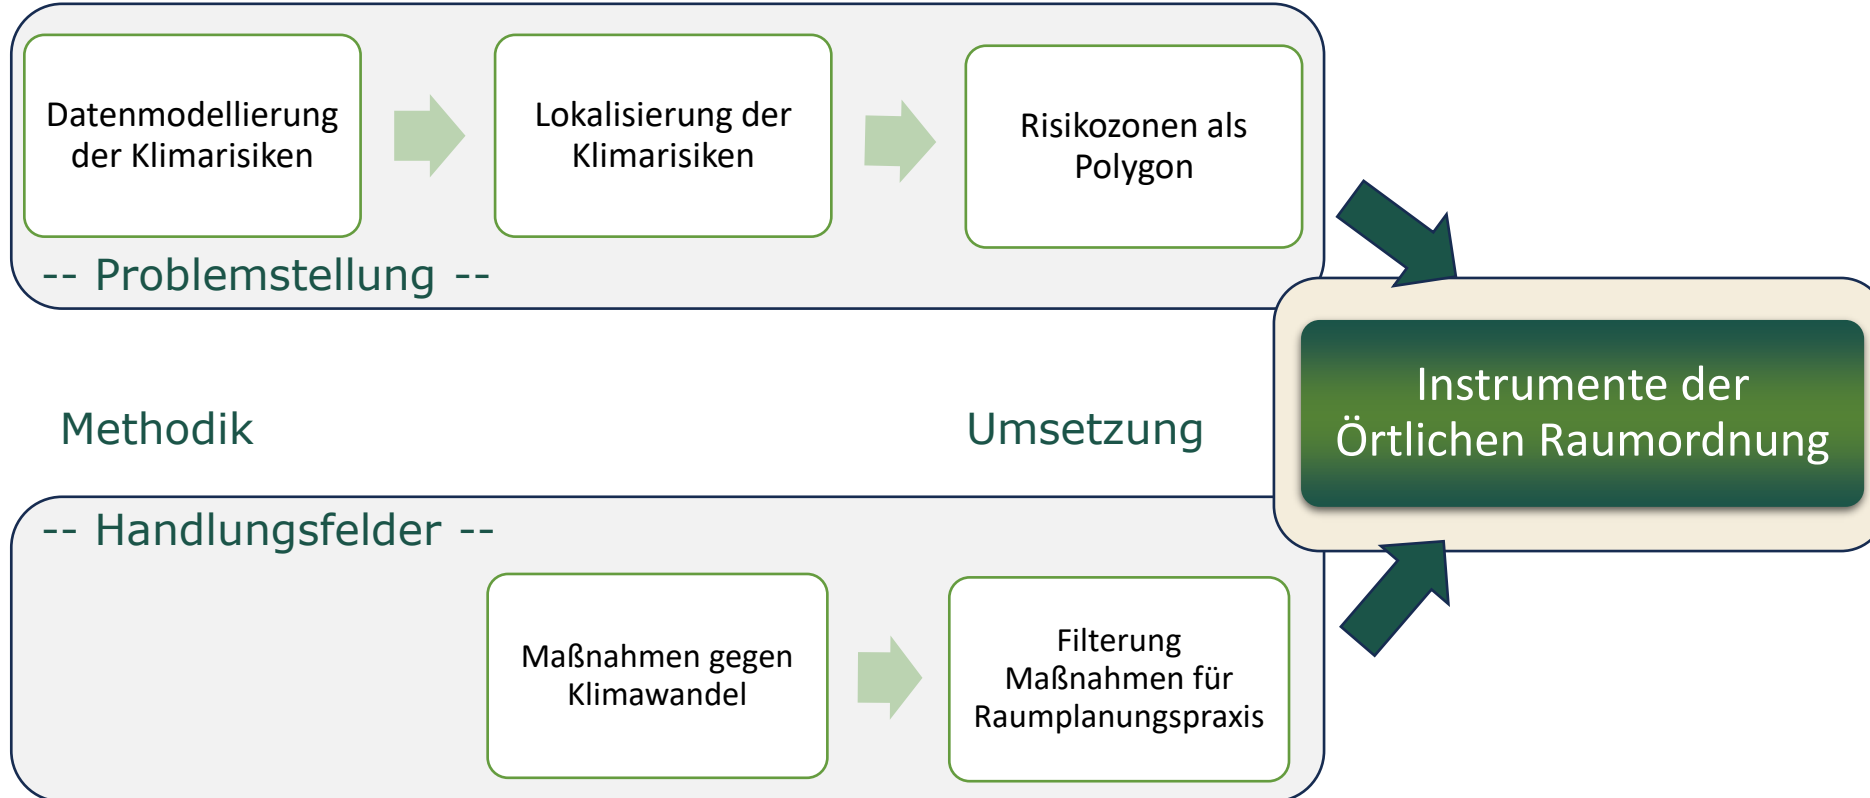 Datenmodellierung
der Klimarisiken
Lokalisierung der
Klimarisiken
Risikozonen als
Polygon
-- Problemstellung --
Methodik
Umsetzung
Instrumente der
Örtlichen Raumordnung
-- Handlungsfelder --
Maßnahmen gegen
Klimawandel
Filterung
Maßnahmen für
Raumplanungspraxis